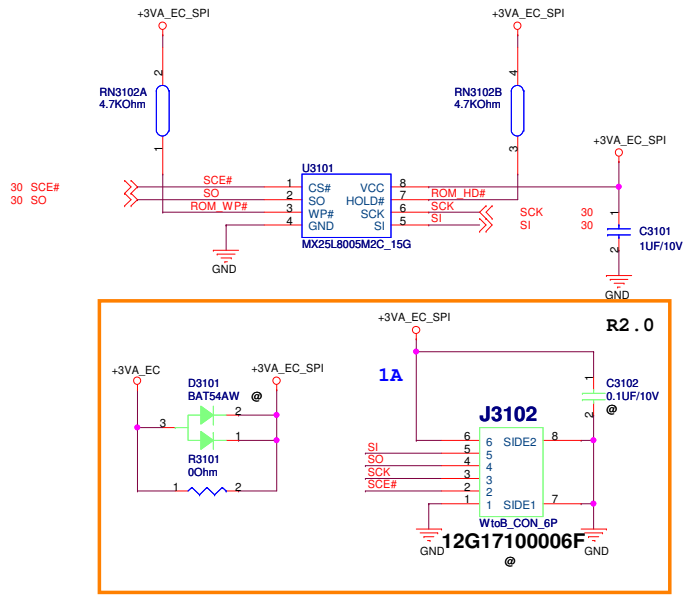 +3VA_EC_SPI
+3VA_EC_SPI
2
4
RN3102A
4.7KOhm
RN3102B
4.7KOhm
1
3
+3VA_EC_SPI
U3101
30 SCE#
SCE#
1
CS#
VCC
8
30 SO
SO
2
SO
HOLD#
7
ROM_HD#
ROM_WP#
3
WP#
SCK
6
SCK
SCK
30
4
GND
SI
5
SI
SI
30
1
C3101
1UF/10V
2
MX25L8005M2C_15G
GND
GND
R2.0
+3VA_EC_SPI
+3VA_EC
+3VA_EC_SPI
D3101
BAT54AW
@
1A
1
C3102
0.1UF/10V
@
2
3
2
1
J3102
R3101
0Ohm
1
2
6
6
SIDE2
8
SI
5
5
SO
4
4
SCK
3
3
SCE#
2
2
1
1
SIDE1
7
WtoB_CON_6P
12G17100006F
GND
GND
@